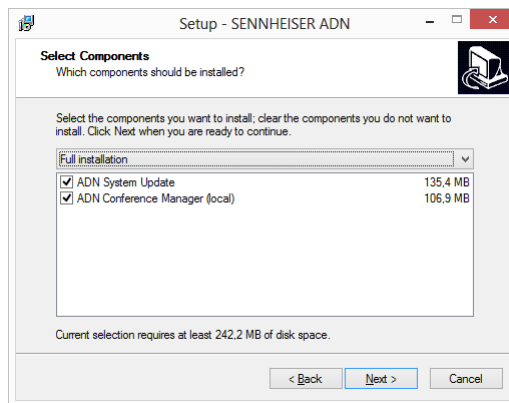 Setup - SENNHEISER ADN
Select Components
Which components should be installed?
Select the components you want to install; clear the components you do not want to
install. Click Next when you are ready to continue.
Full installation
ADN System Update 135,4 MB
ADN Conference Manager (local) 106,9 MB
Current selection requires at least 242,2 MB of disk space.
< Back Next > Cancel